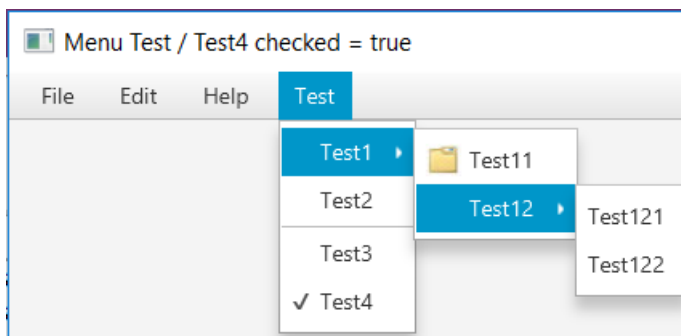 Menu Test / Test4 checked = true
File Edit Help Test
Test1
Test2
Test3
✓ Test4
Test11
Test12
Test121
Test122